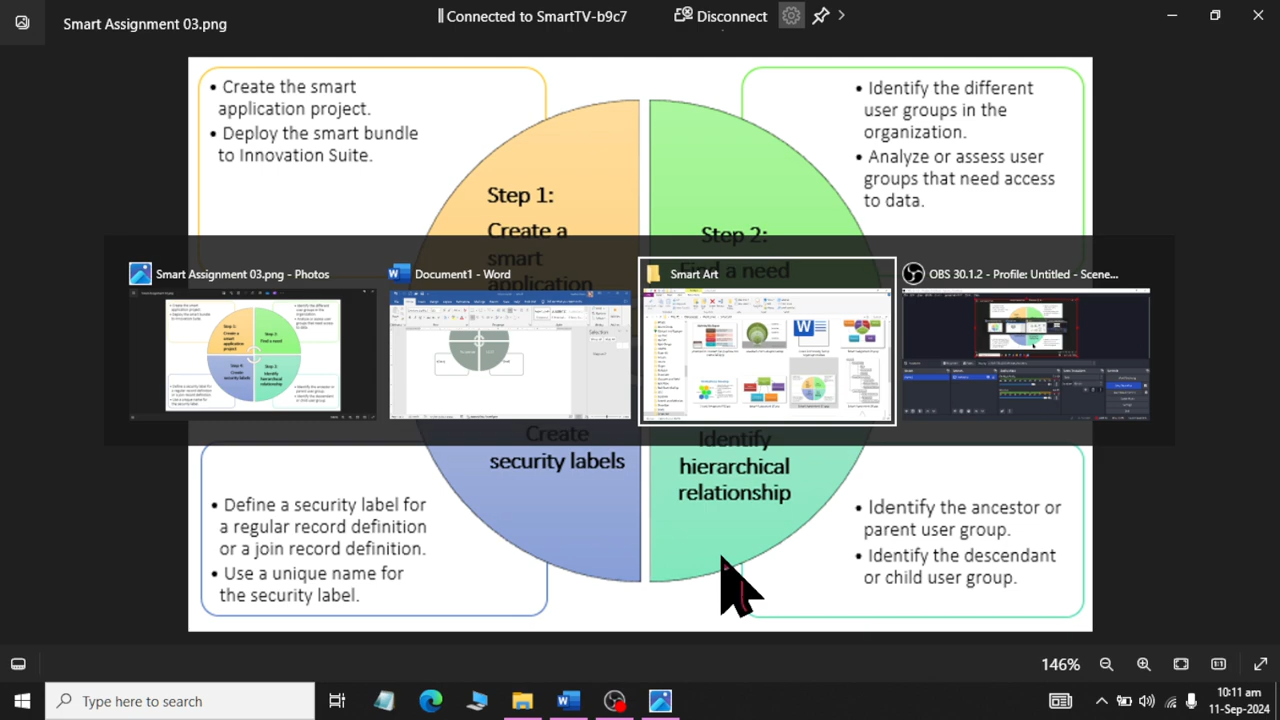 Smart Assignment 03.png
Connected to SmartTV-b9c7
Disconnect
• Create the smart
application project.
• Deploy the smart bundle
to Innovation Suite.
• Identify the different
user groups in the
organization.
• Analyze or assess user
groups that need access
to data.
Step 1:
Create a
smart
application
Step 2:
Find a need
Smart Assignment 03.png - Photos
Document1 - Word
Smart Art
OBS 30.1.2 - Profile: Untitled - Scene...
Create
security labels
Identify
hierarchical
relationship
• Define a security label for
a regular record definition
or a join record definition.
• Use a unique name for
the security label.
• Identify the ancestor or
parent user group.
• Identify the descendant
or child user group.
146%
Type here to search
10:11 am
11-Sep-2024